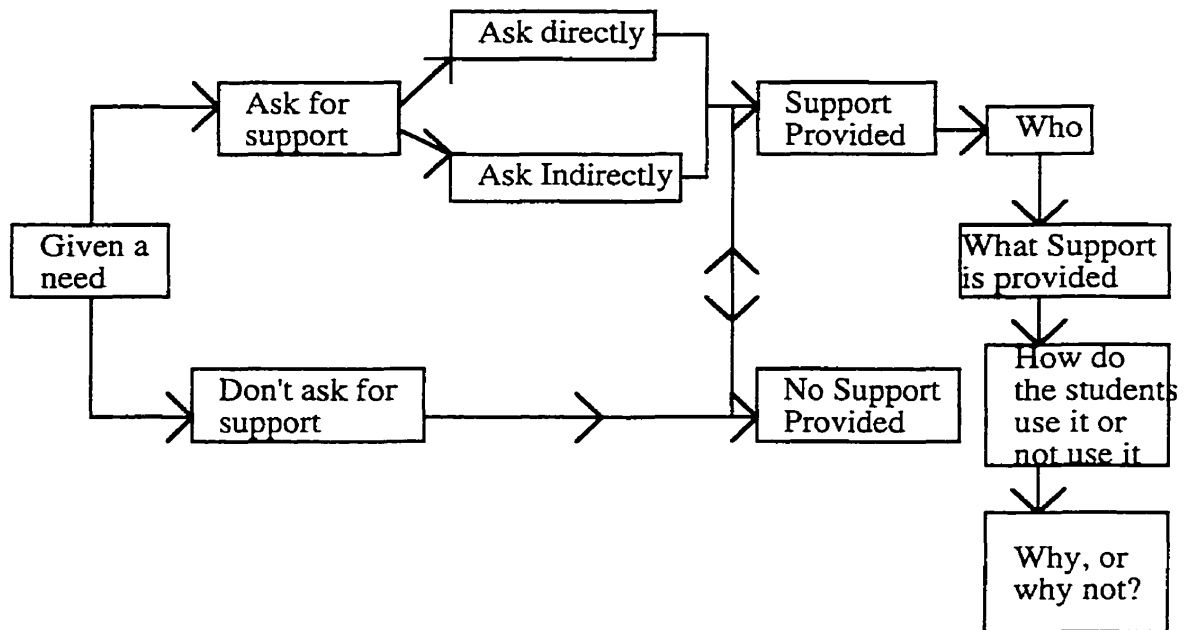 Ask directly
Ask for
support
Ask Indirectly
Support
Provided
Who
Given a
need
What Support
is provided
Don't ask for
support
No Support
Provided
How do
the students
use it or
not use it
Why, or
why not?